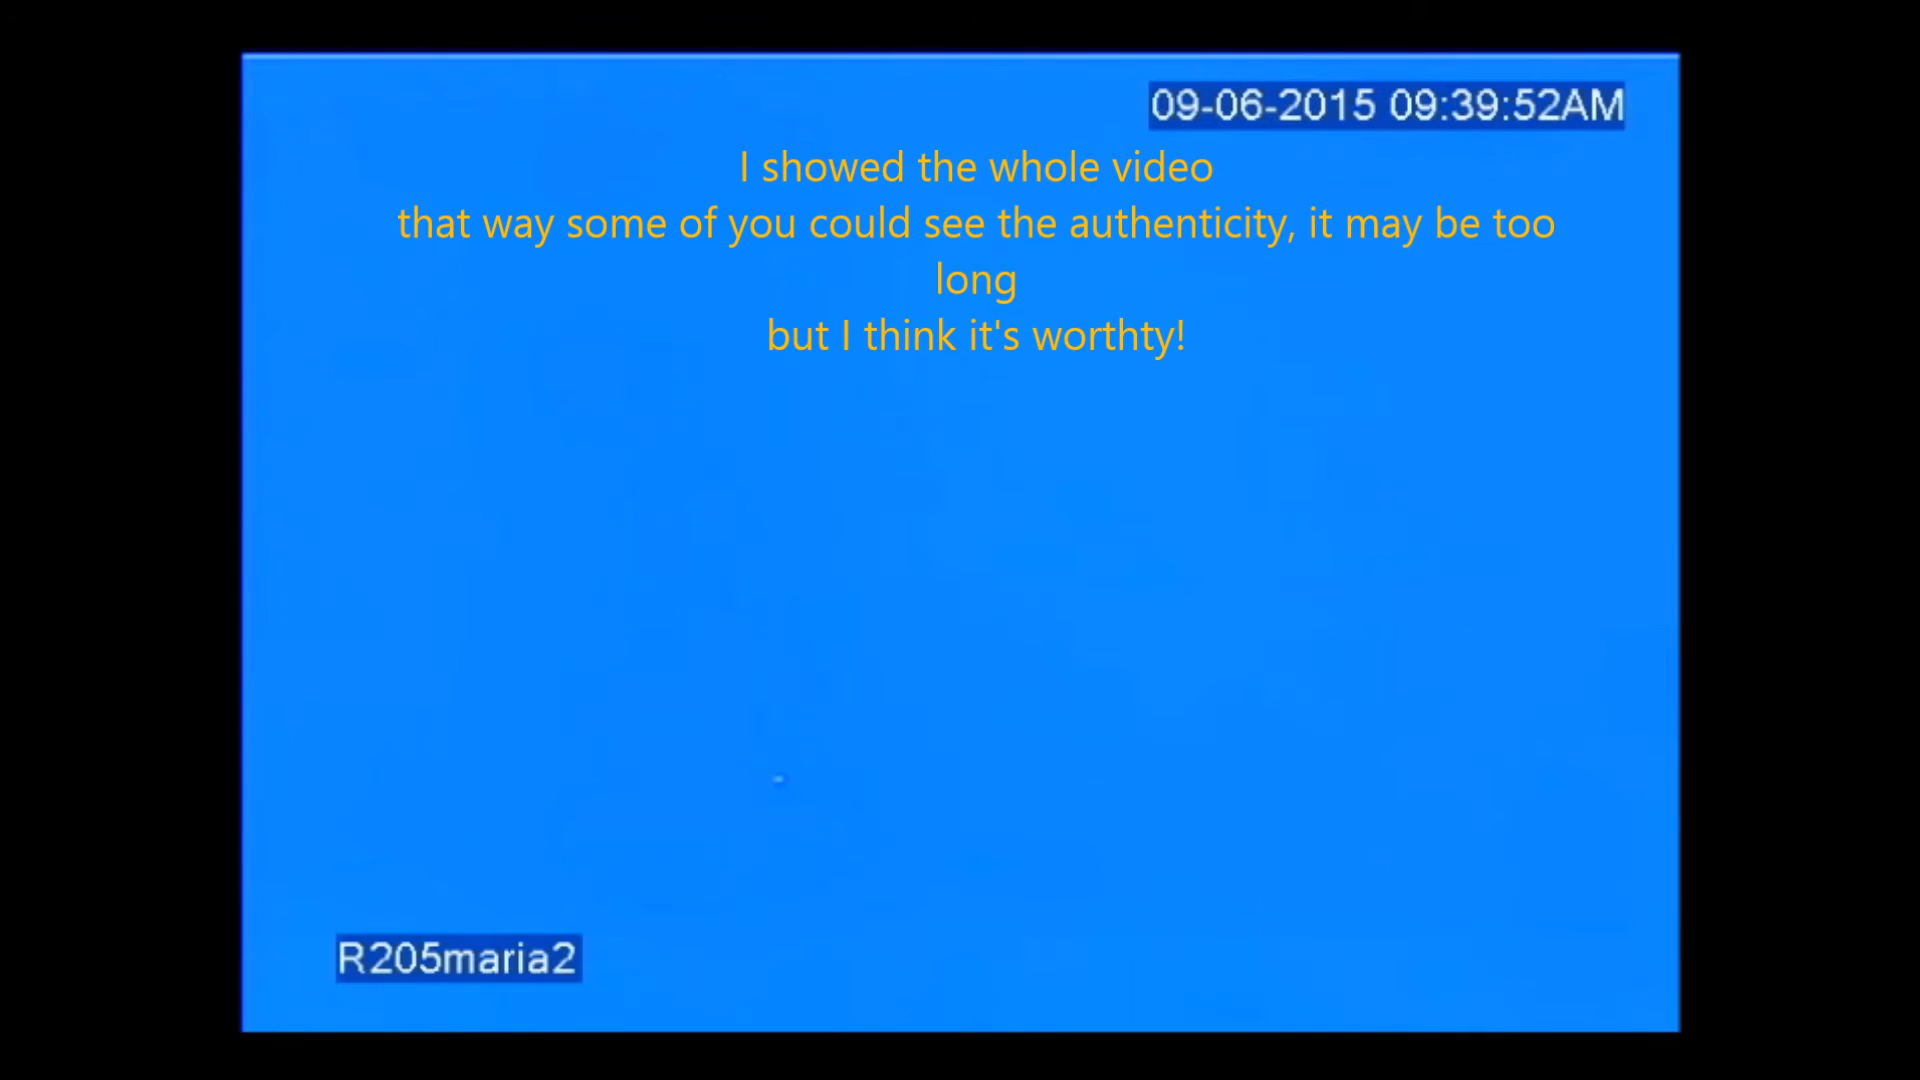 09-06-2015 09:39:52AM
I showed the whole video
that way some of you could see the authenticity, it may be too
long
but I think it's worthty!
R205maria2